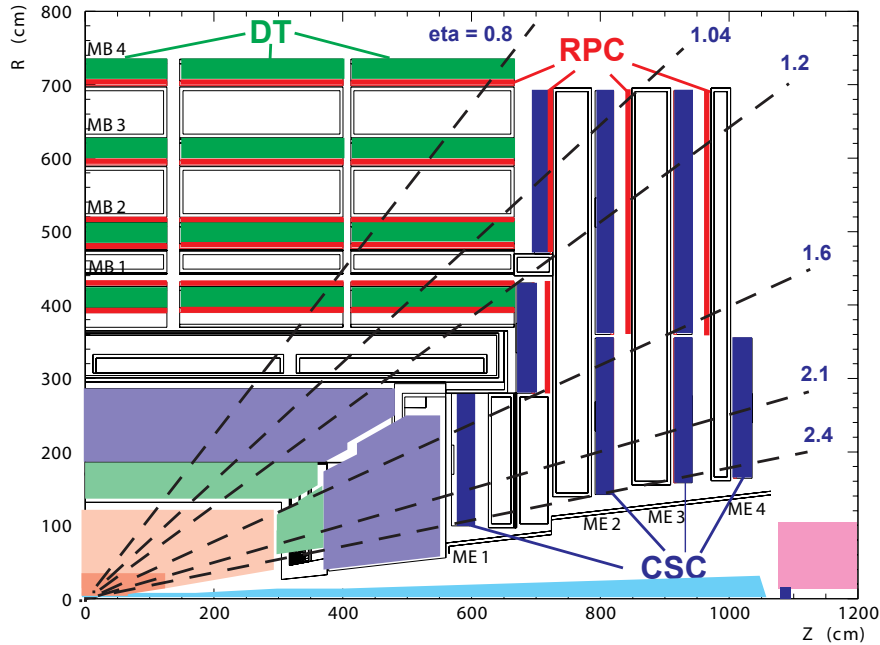 R (cm)
800
700
600
500
400
300
200
100
0
MB 4
MB 3
MB 2
MB 1
DT
eta = 0.8
1.04
RPC
1.2
1.6
2.1
2.4
ME 1
ME 2
ME 3
ME 4
CSC
0
200
400
600
800
1000
1200
Z (cm)